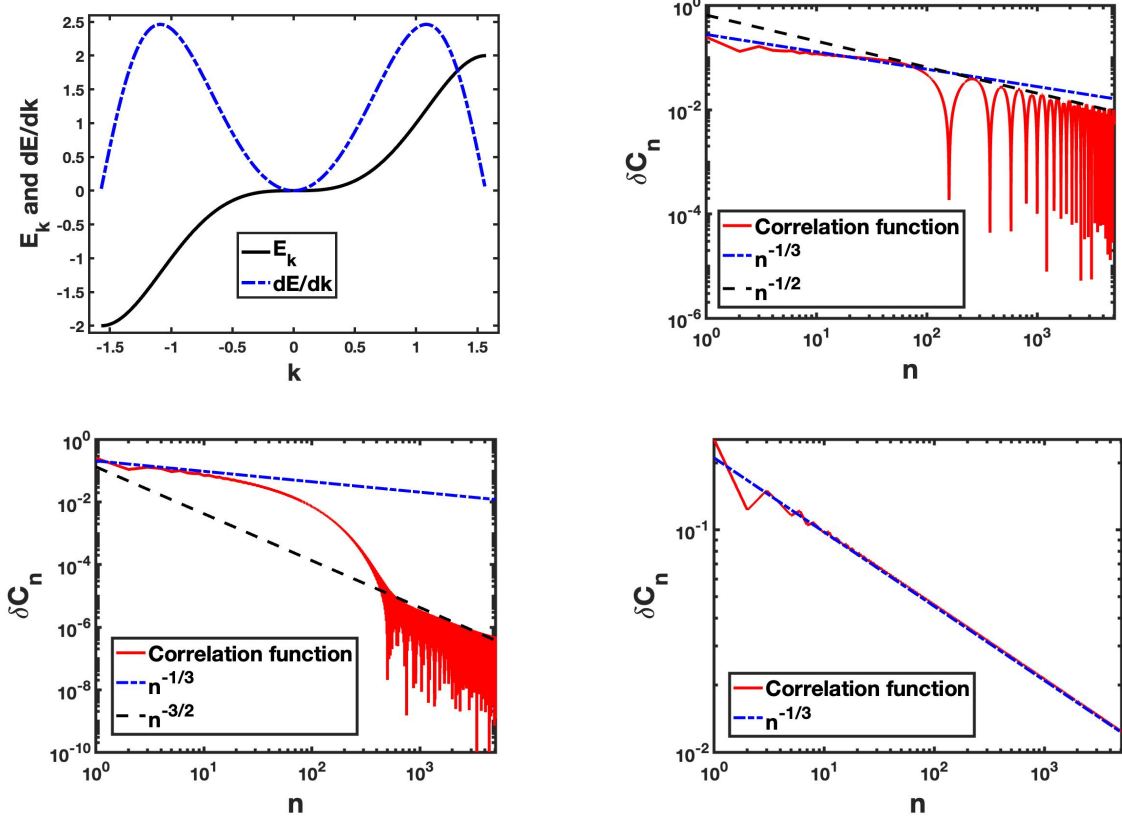 E_k and dE/dk
2.5
2
1.5
1
0.5
0
-0.5
-1
-1.5
-2
E_k
dE/dk
-1.5 -1 -0.5 0 0.5 1 1.5
k
δC_n
10^0
10^-2
10^-4
10^-6
Correlation function
n^-1/3
n^-1/2
10^0 10^1 10^2 10^3
n
δC_n
10^0
10^-2
10^-4
10^-6
10^-8
10^-10
Correlation function
n^-1/3
n^-3/2
10^0 10^1 10^2 10^3
n
δC_n
10^-1
10^-2
Correlation function
n^-1/3
10^0 10^1 10^2 10^3
n